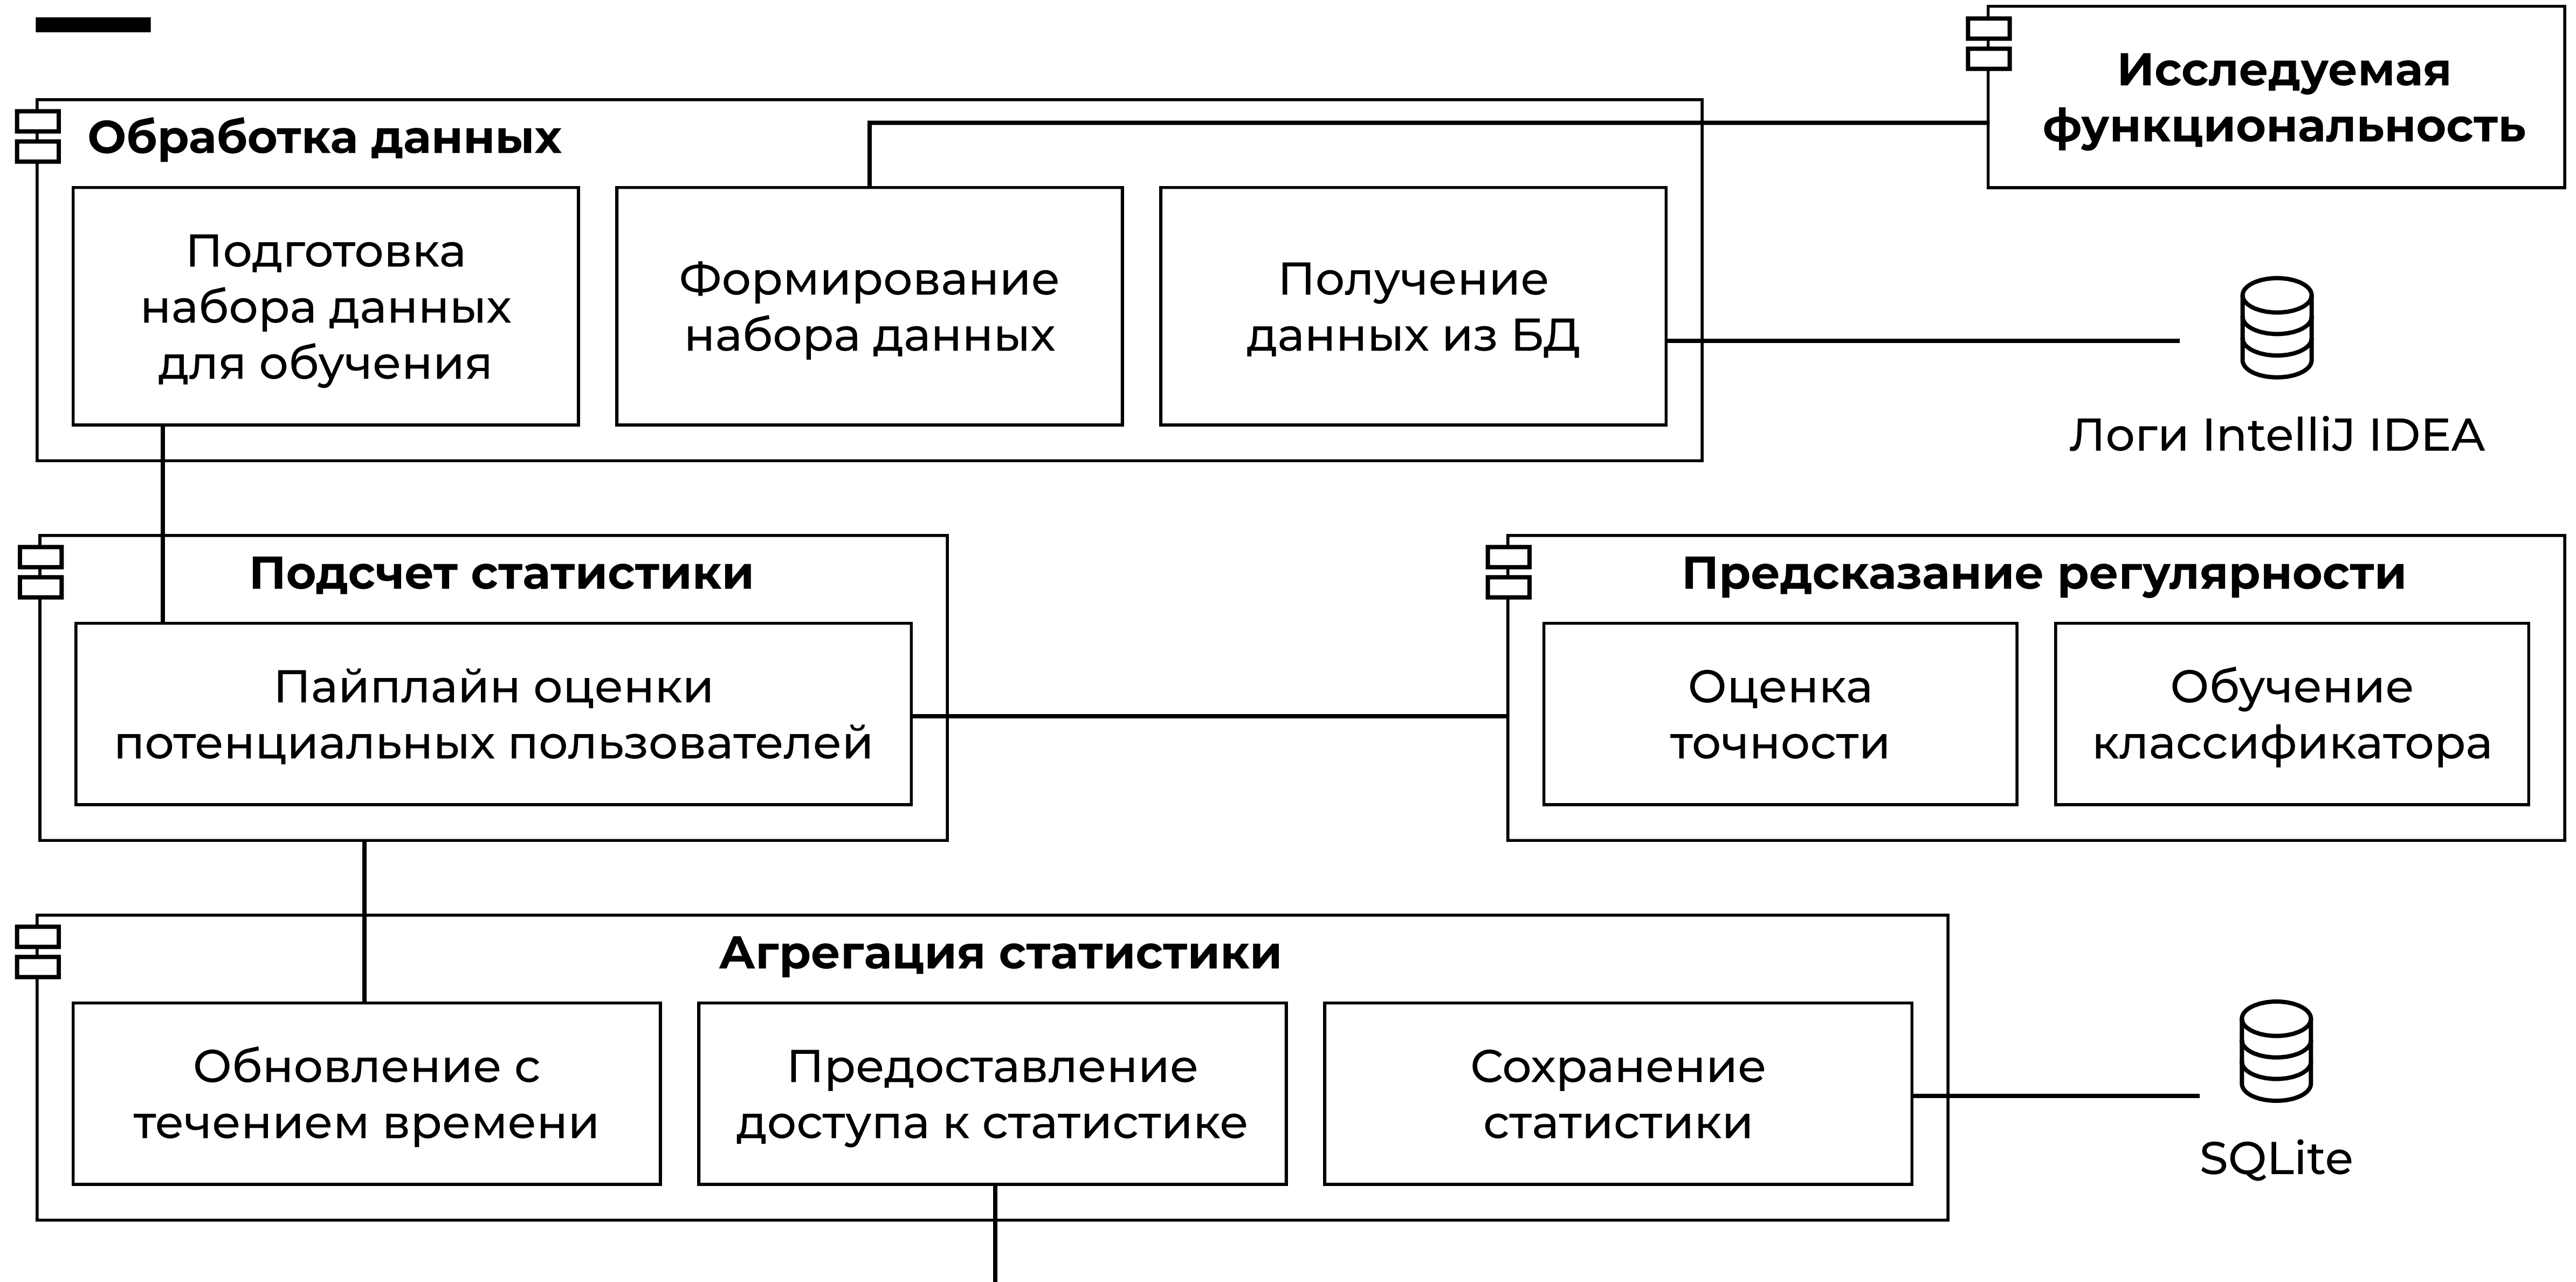 Исследуемая
функциональность
Обработка данных
Подготовка
набора данных
для обучения
Формирование
набора данных
Получение
данных из БД
Логи IntelliJ IDEA
Подсчет статистики
Пайплайн оценки
потенциальных пользователей
Предсказание регулярности
Оценка
точности
Обучение
классификатора
Агрегация статистики
Обновление с
течением времени
Предоставление
доступа к статистике
Сохранение
статистики
SQLite